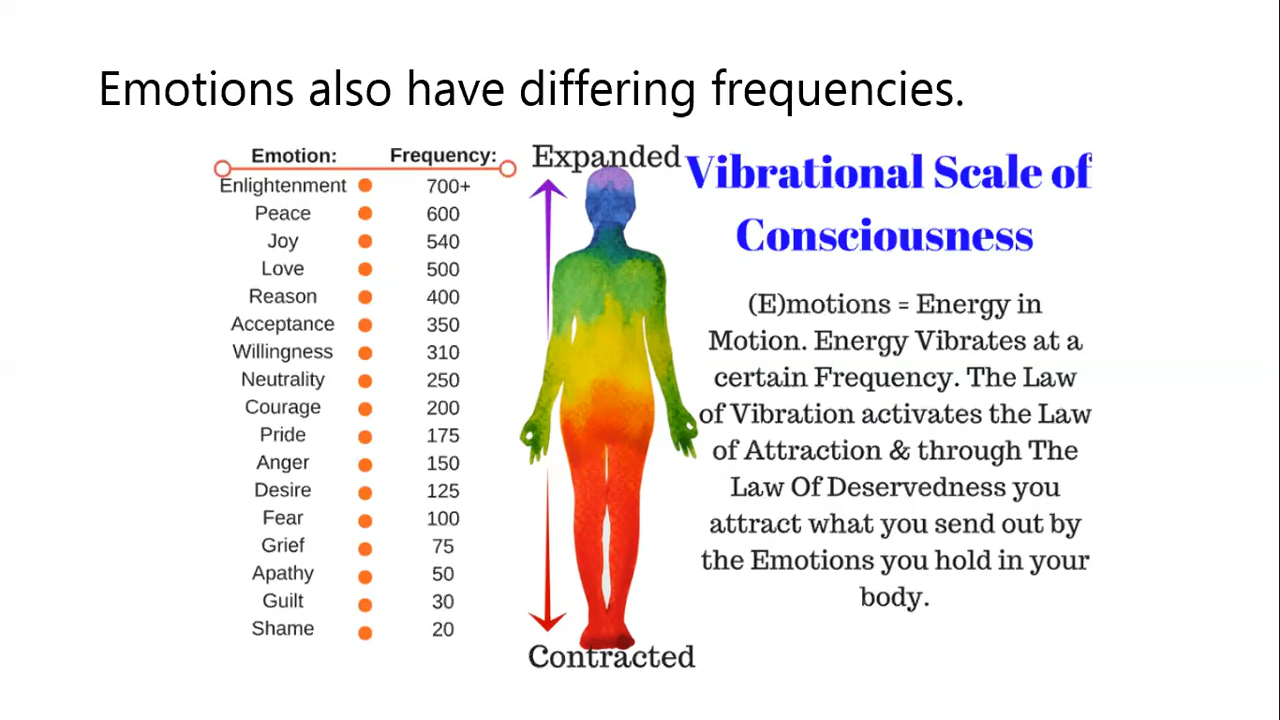 Emotions also have differing frequencies.
Emotion: Frequency:
Enlightenment 700+
Peace 600
Joy 540
Love 500
Reason 400
Acceptance 350
Willingness 310
Neutrality 250
Courage 200
Pride 175
Anger 150
Desire 125
Fear 100
Grief 75
Apathy 50
Guilt 30
Shame 20
Expanded
Contracted
Vibrational Scale of
Consciousness
(E)motions = Energy in
Motion. Energy Vibrates at a
certain Frequency. The Law
of Vibration activates the Law
of Attraction & through The
Law Of Deservedness you
attract what you send out by
the Emotions you hold in your
body.